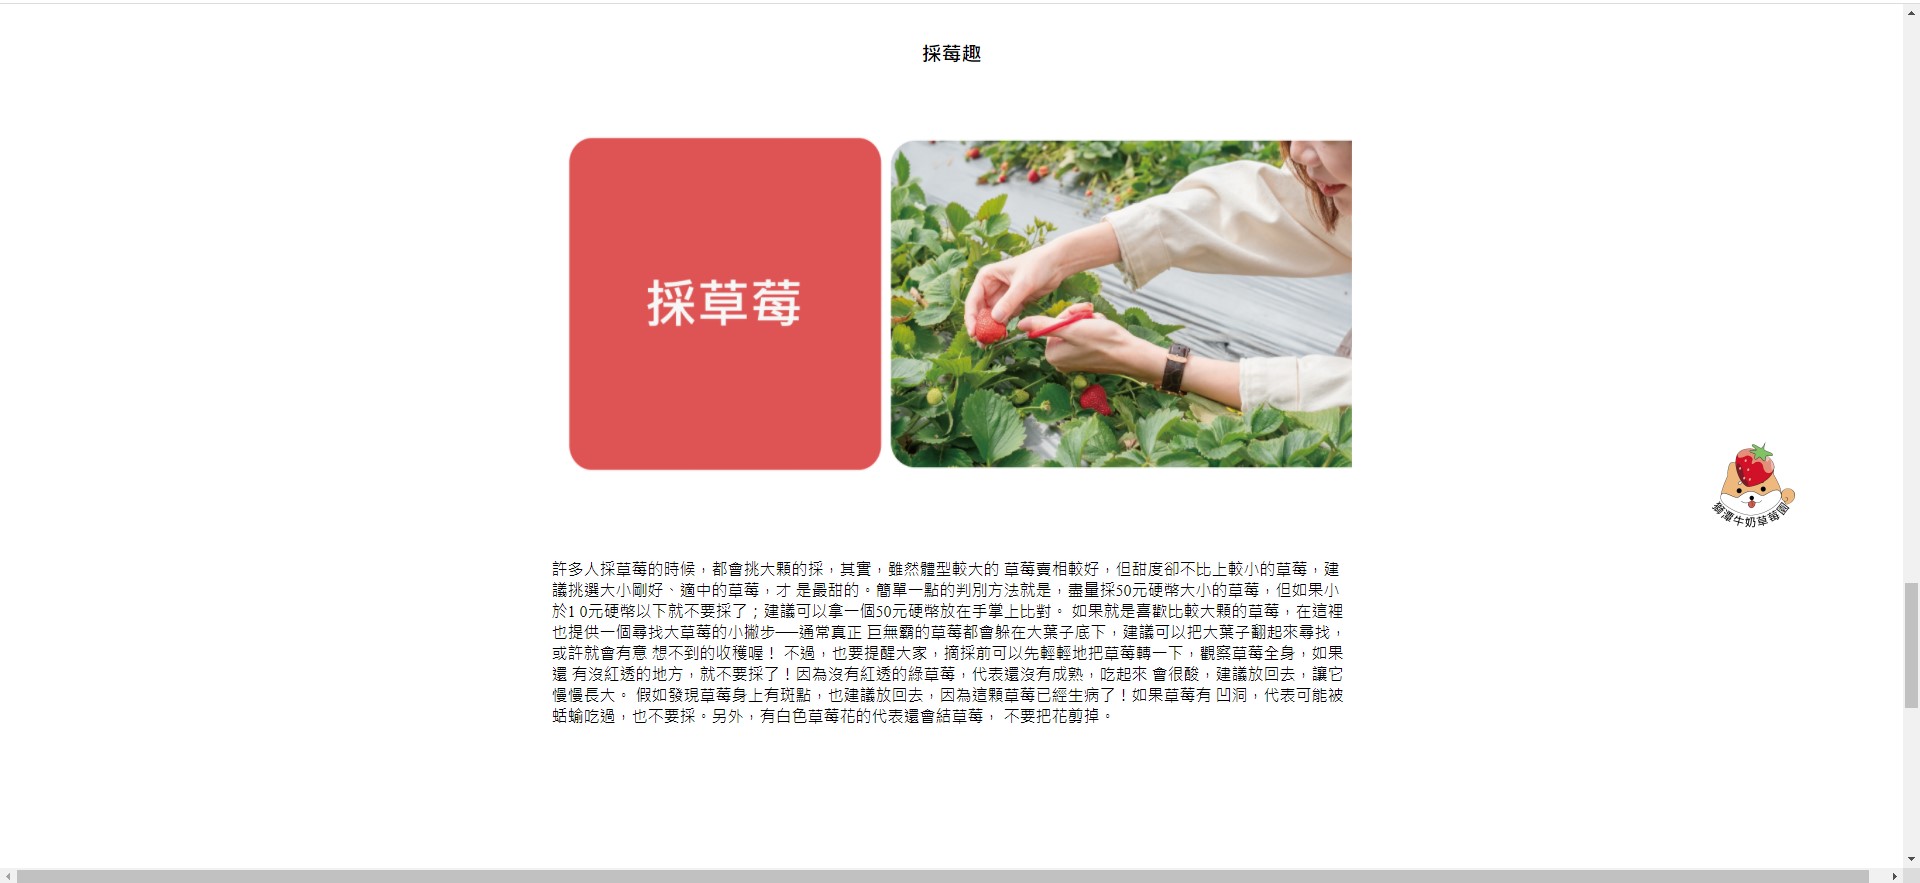 採莓趣
採草莓
獅潭牛奶草莓園
許多人採草莓的時候，都會挑大顆的採，其實，雖然體型較大的 草莓賣相較好，但甜度卻不比上較小的草莓，建
議挑選大小剛好、適中的草莓，才 是最甜的。簡單一點的判別方法就是，盡量採50元硬幣大小的草莓，但如果小
於1 0元硬幣以下就不要採了；建議可以拿一個50元硬幣放在手掌上比對。 如果就是喜歡比較大顆的草莓，在這裡
也提供一個尋找大草莓的小撇步──通常真正 巨無霸的草莓都會躲在大葉子底下，建議可以把大葉子翻起來尋找，
或許就會有意 想不到的收穫喔！ 不過，也要提醒大家，摘採前可以先輕輕地把草莓轉一下，觀察草莓全身，如果
還 有沒紅透的地方，就不要採了！因為沒有紅透的綠草莓，代表還沒有成熟，吃起來 會很酸，建議放回去，讓它
慢慢長大。 假如發現草莓身上有斑點，也建議放回去，因為這顆草莓已經生病了！如果草莓有 凹洞，代表可能被
蛞蝓吃過，也不要採。另外，有白色草莓花的代表還會結草莓， 不要把花剪掉。